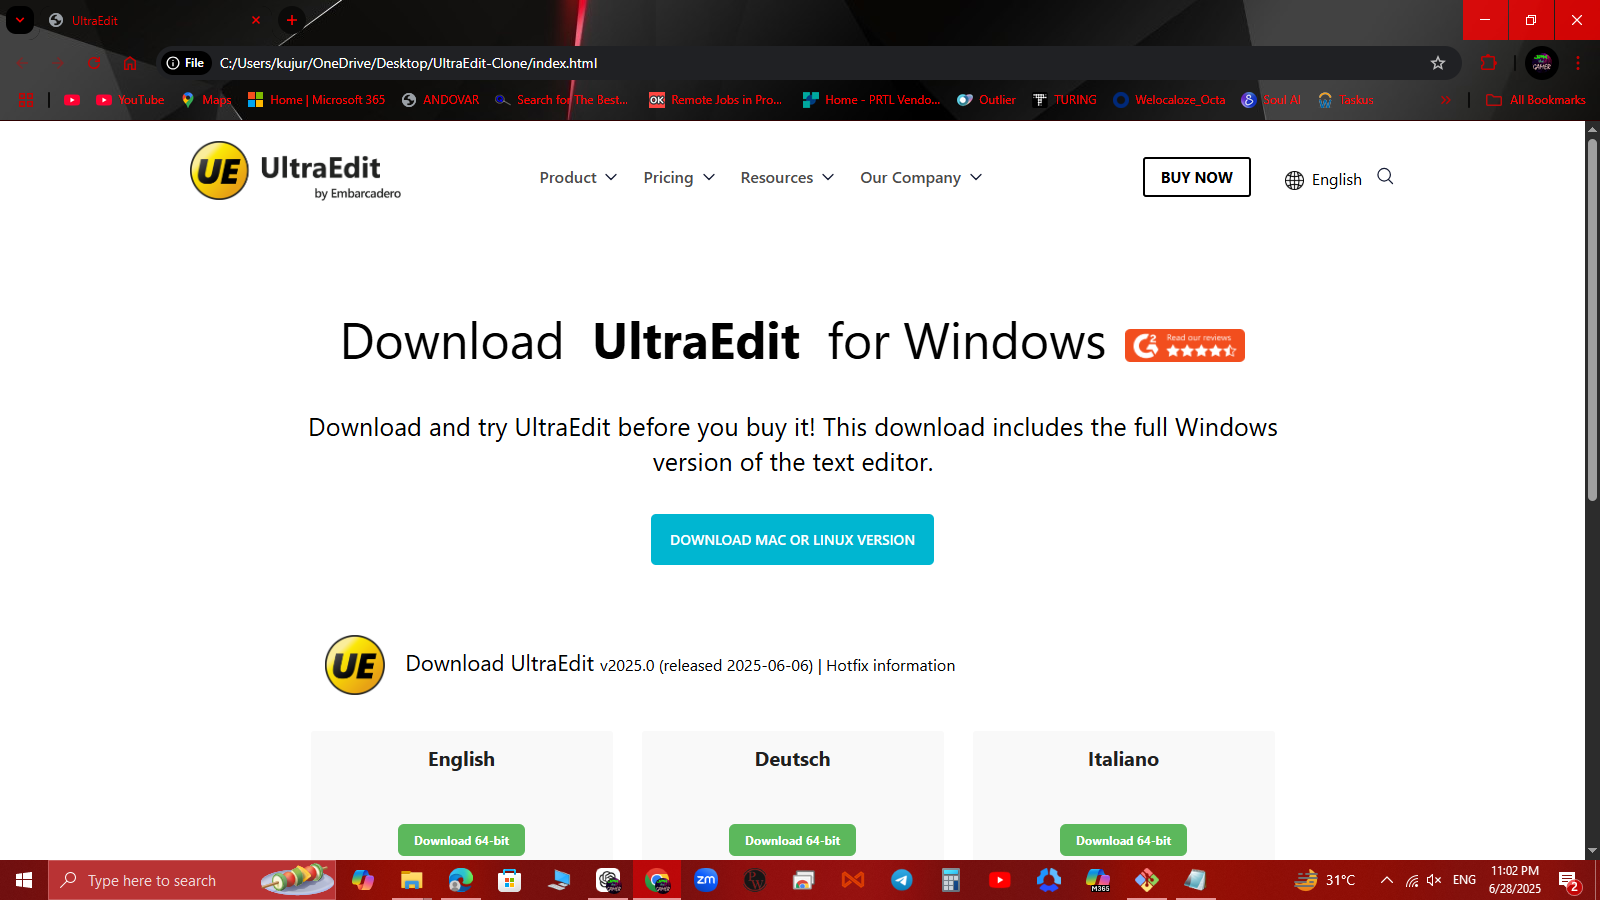 UltraEdit
File C:/Users/kujur/OneDrive/Desktop/UltraEdit-Clone/index.html
YouTube Maps Home | Microsoft 365 ANDOVAR Search for The Best... Remote Jobs in Pro... Home - PRTL Vendo... Outlier TURING Welocaloze_Octa Soul AI Taskus All Bookmarks
UE UltraEdit
by Embarcadero
Product Pricing Resources Our Company BUY NOW English
Download UltraEdit for Windows
Read our reviews
Download and try UltraEdit before you buy it! This download includes the full Windows
version of the text editor.
DOWNLOAD MAC OR LINUX VERSION
UE Download UltraEdit v2025.0 (released 2025-06-06) | Hotfix information
English Deutsch Italiano
Download 64-bit Download 64-bit Download 64-bit
Type here to search
zm
M365
31°C
ENG
11:02 PM
6/28/2025
2